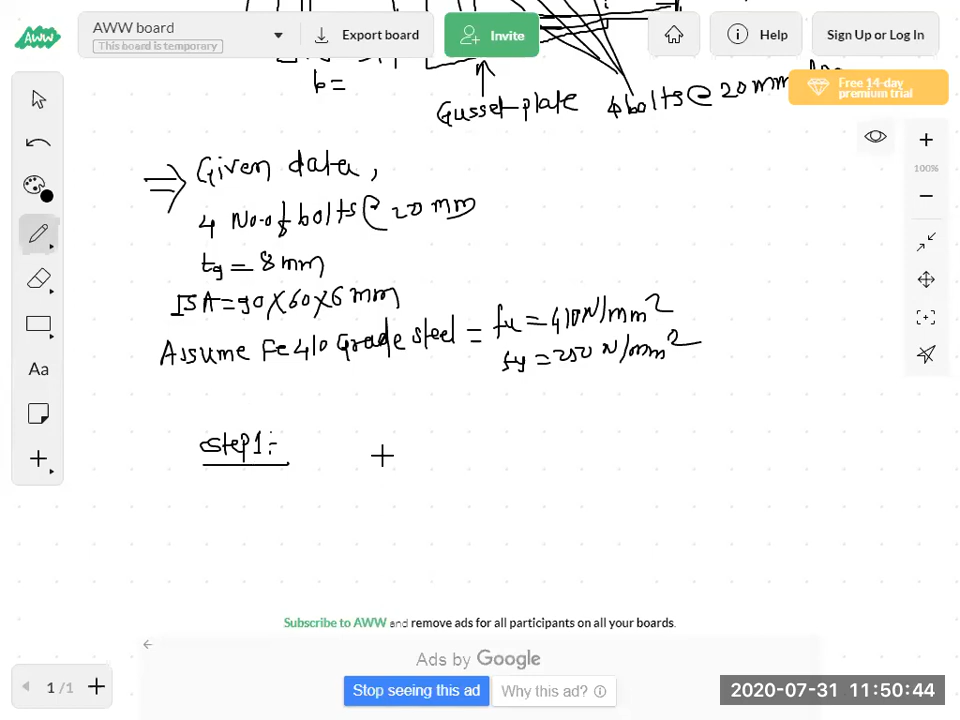 AWW
AWW board
This board is temporary
Export board
Invite
Help
Sign Up or Log In
Free 14-day
premium trial
b=
Gusset plate 4 bolts @ 20 mm
⇒ Given data,
4 No. of bolts @ 20 mm
tg = 8 mm
ISA = 90 X 60 X 6 mm
Assume Fe 410 Grade steel = fu = 410 N/mm2
fy = 250 N/mm2
step 1:-
100%
Aa
Subscribe to AWW and remove ads for all participants on all your boards.
Ads by Google
Stop seeing this ad
Why this ad?
1 /1
2020-07-31 11:50:44